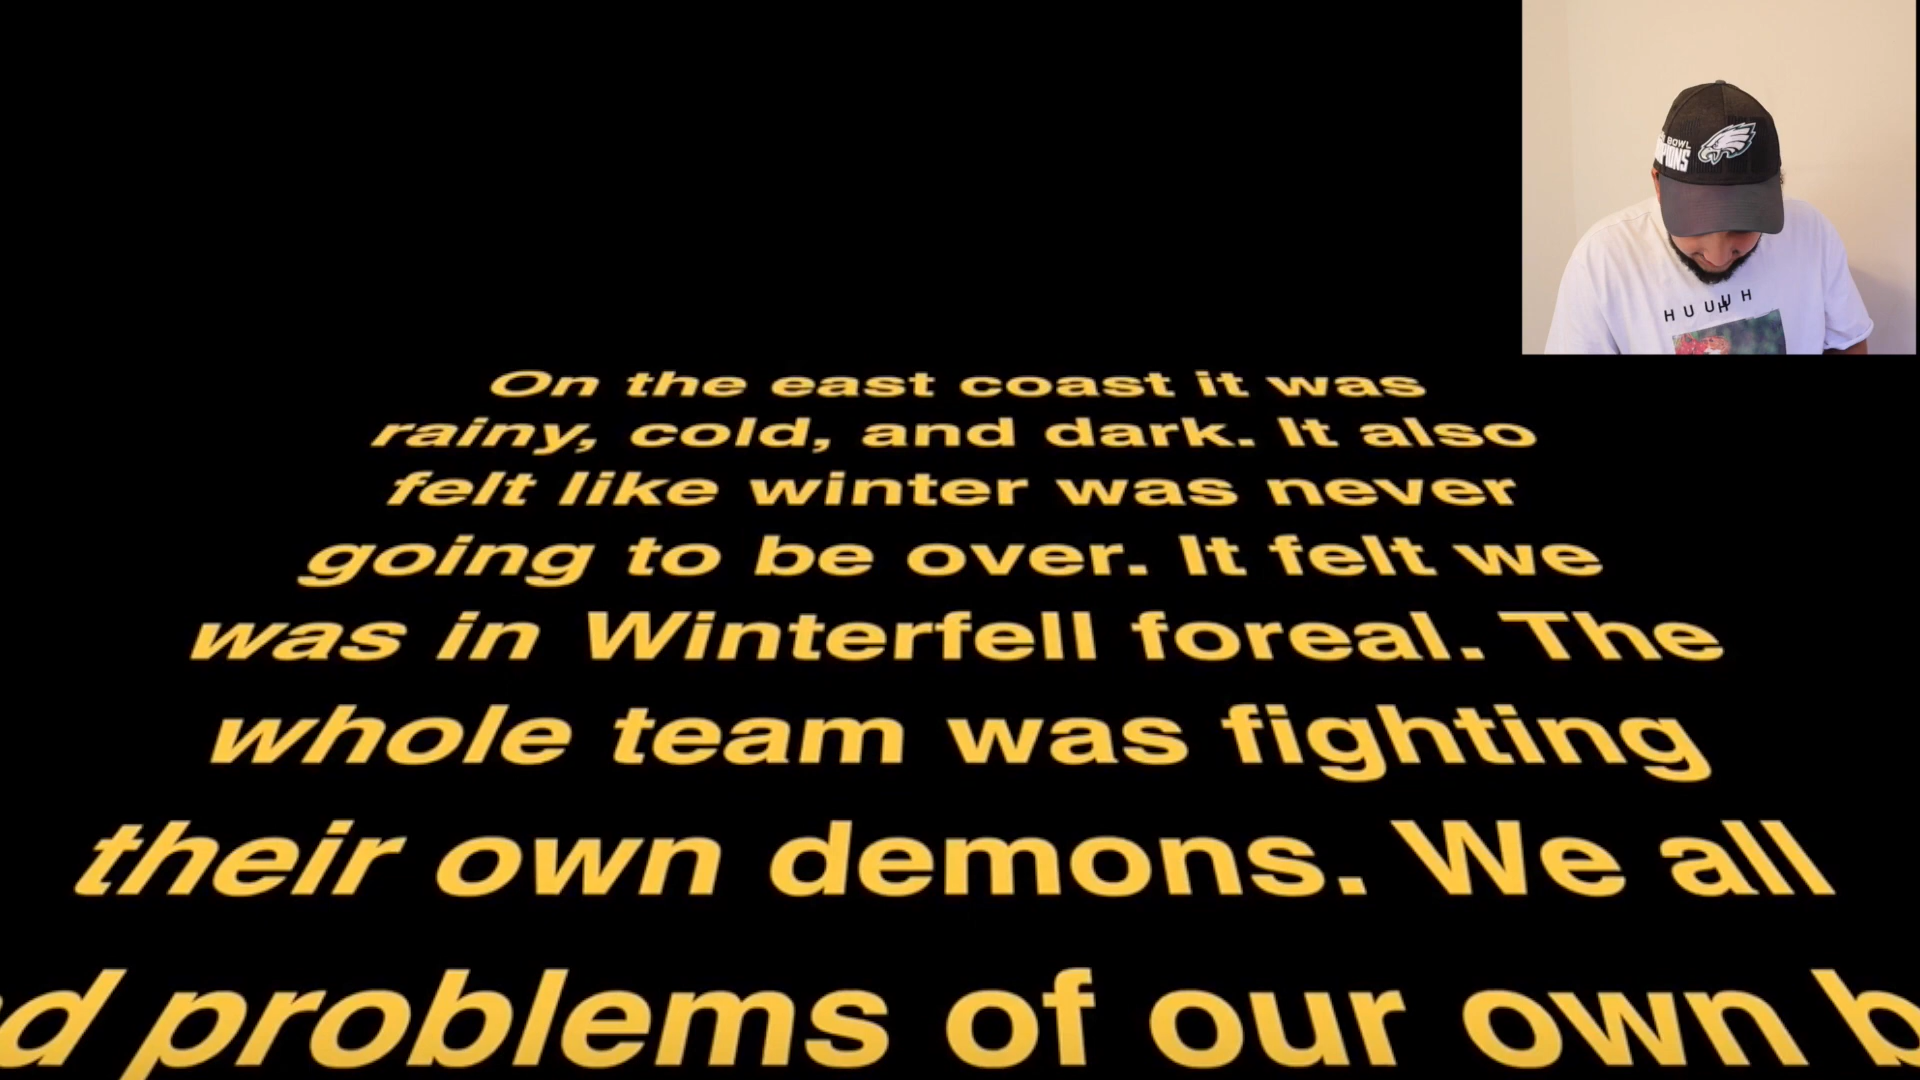 BOWL
HUUUH
On the east coast it was
rainy, cold, and dark. It also
felt like winter was never
going to be over. It felt we
was in Winterfell foreal. The
whole team was fighting
their own demons. We all
problems of our own